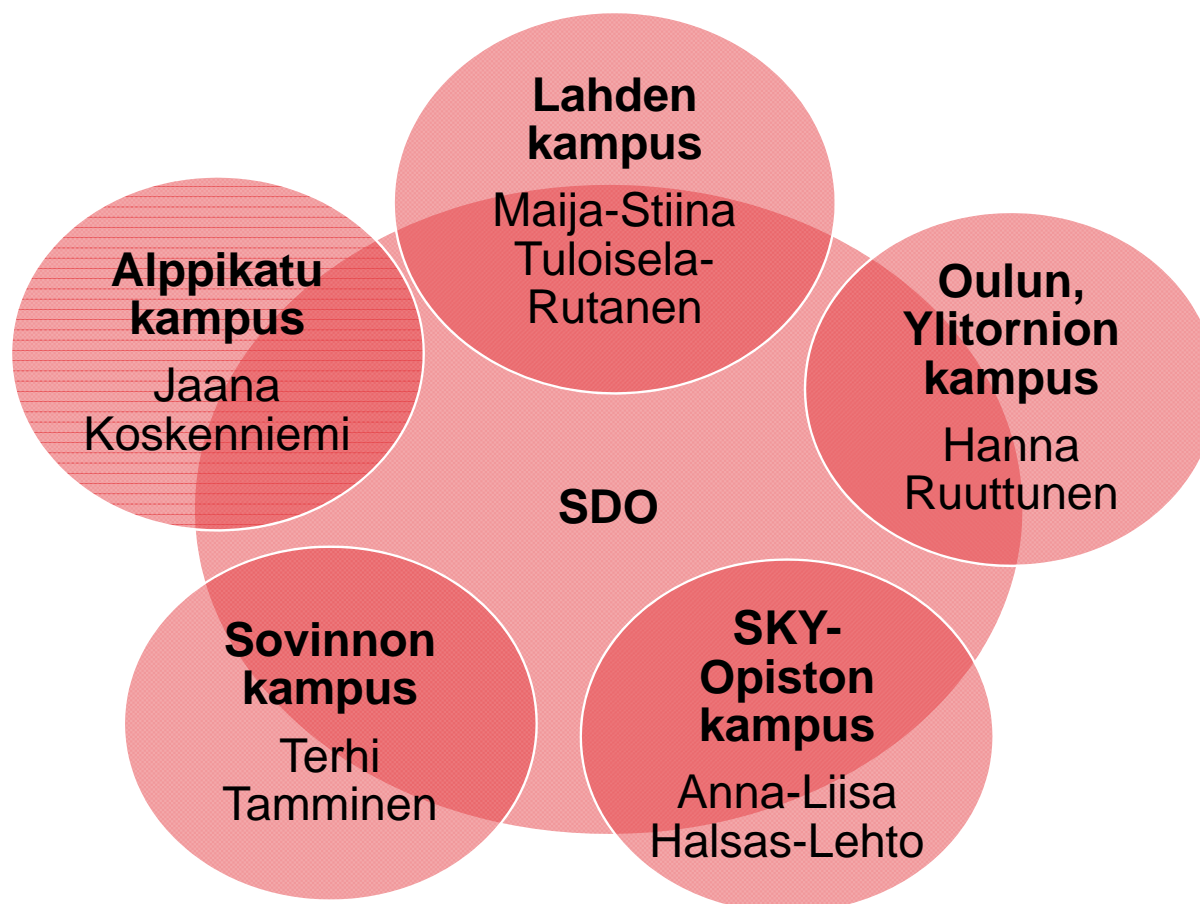 Lahden
kampus
Maija-Stiina
Tuloisela-
Rutanen
Alppikatu
kampus
Jaana
Koskenniemi
Oulun,
Ylitornion
kampus
Hanna
Ruuttunen
SDO
Sovinnon
kampus
Terhi
Tamminen
SKY-
Opiston
kampus
Anna-Liisa
Halsas-Lehto